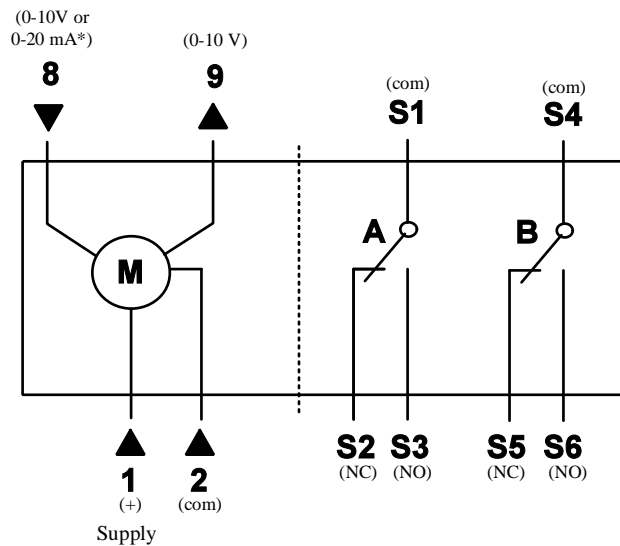 (0-10V or
0-20 mA*)
(0-10 V)
8
9
(com)
(com)
S1
S4
A
B
M
S2 S3
S5 S6
(NC) (NO)
(NC) (NO)
1
2
(+)
(com)
Supply